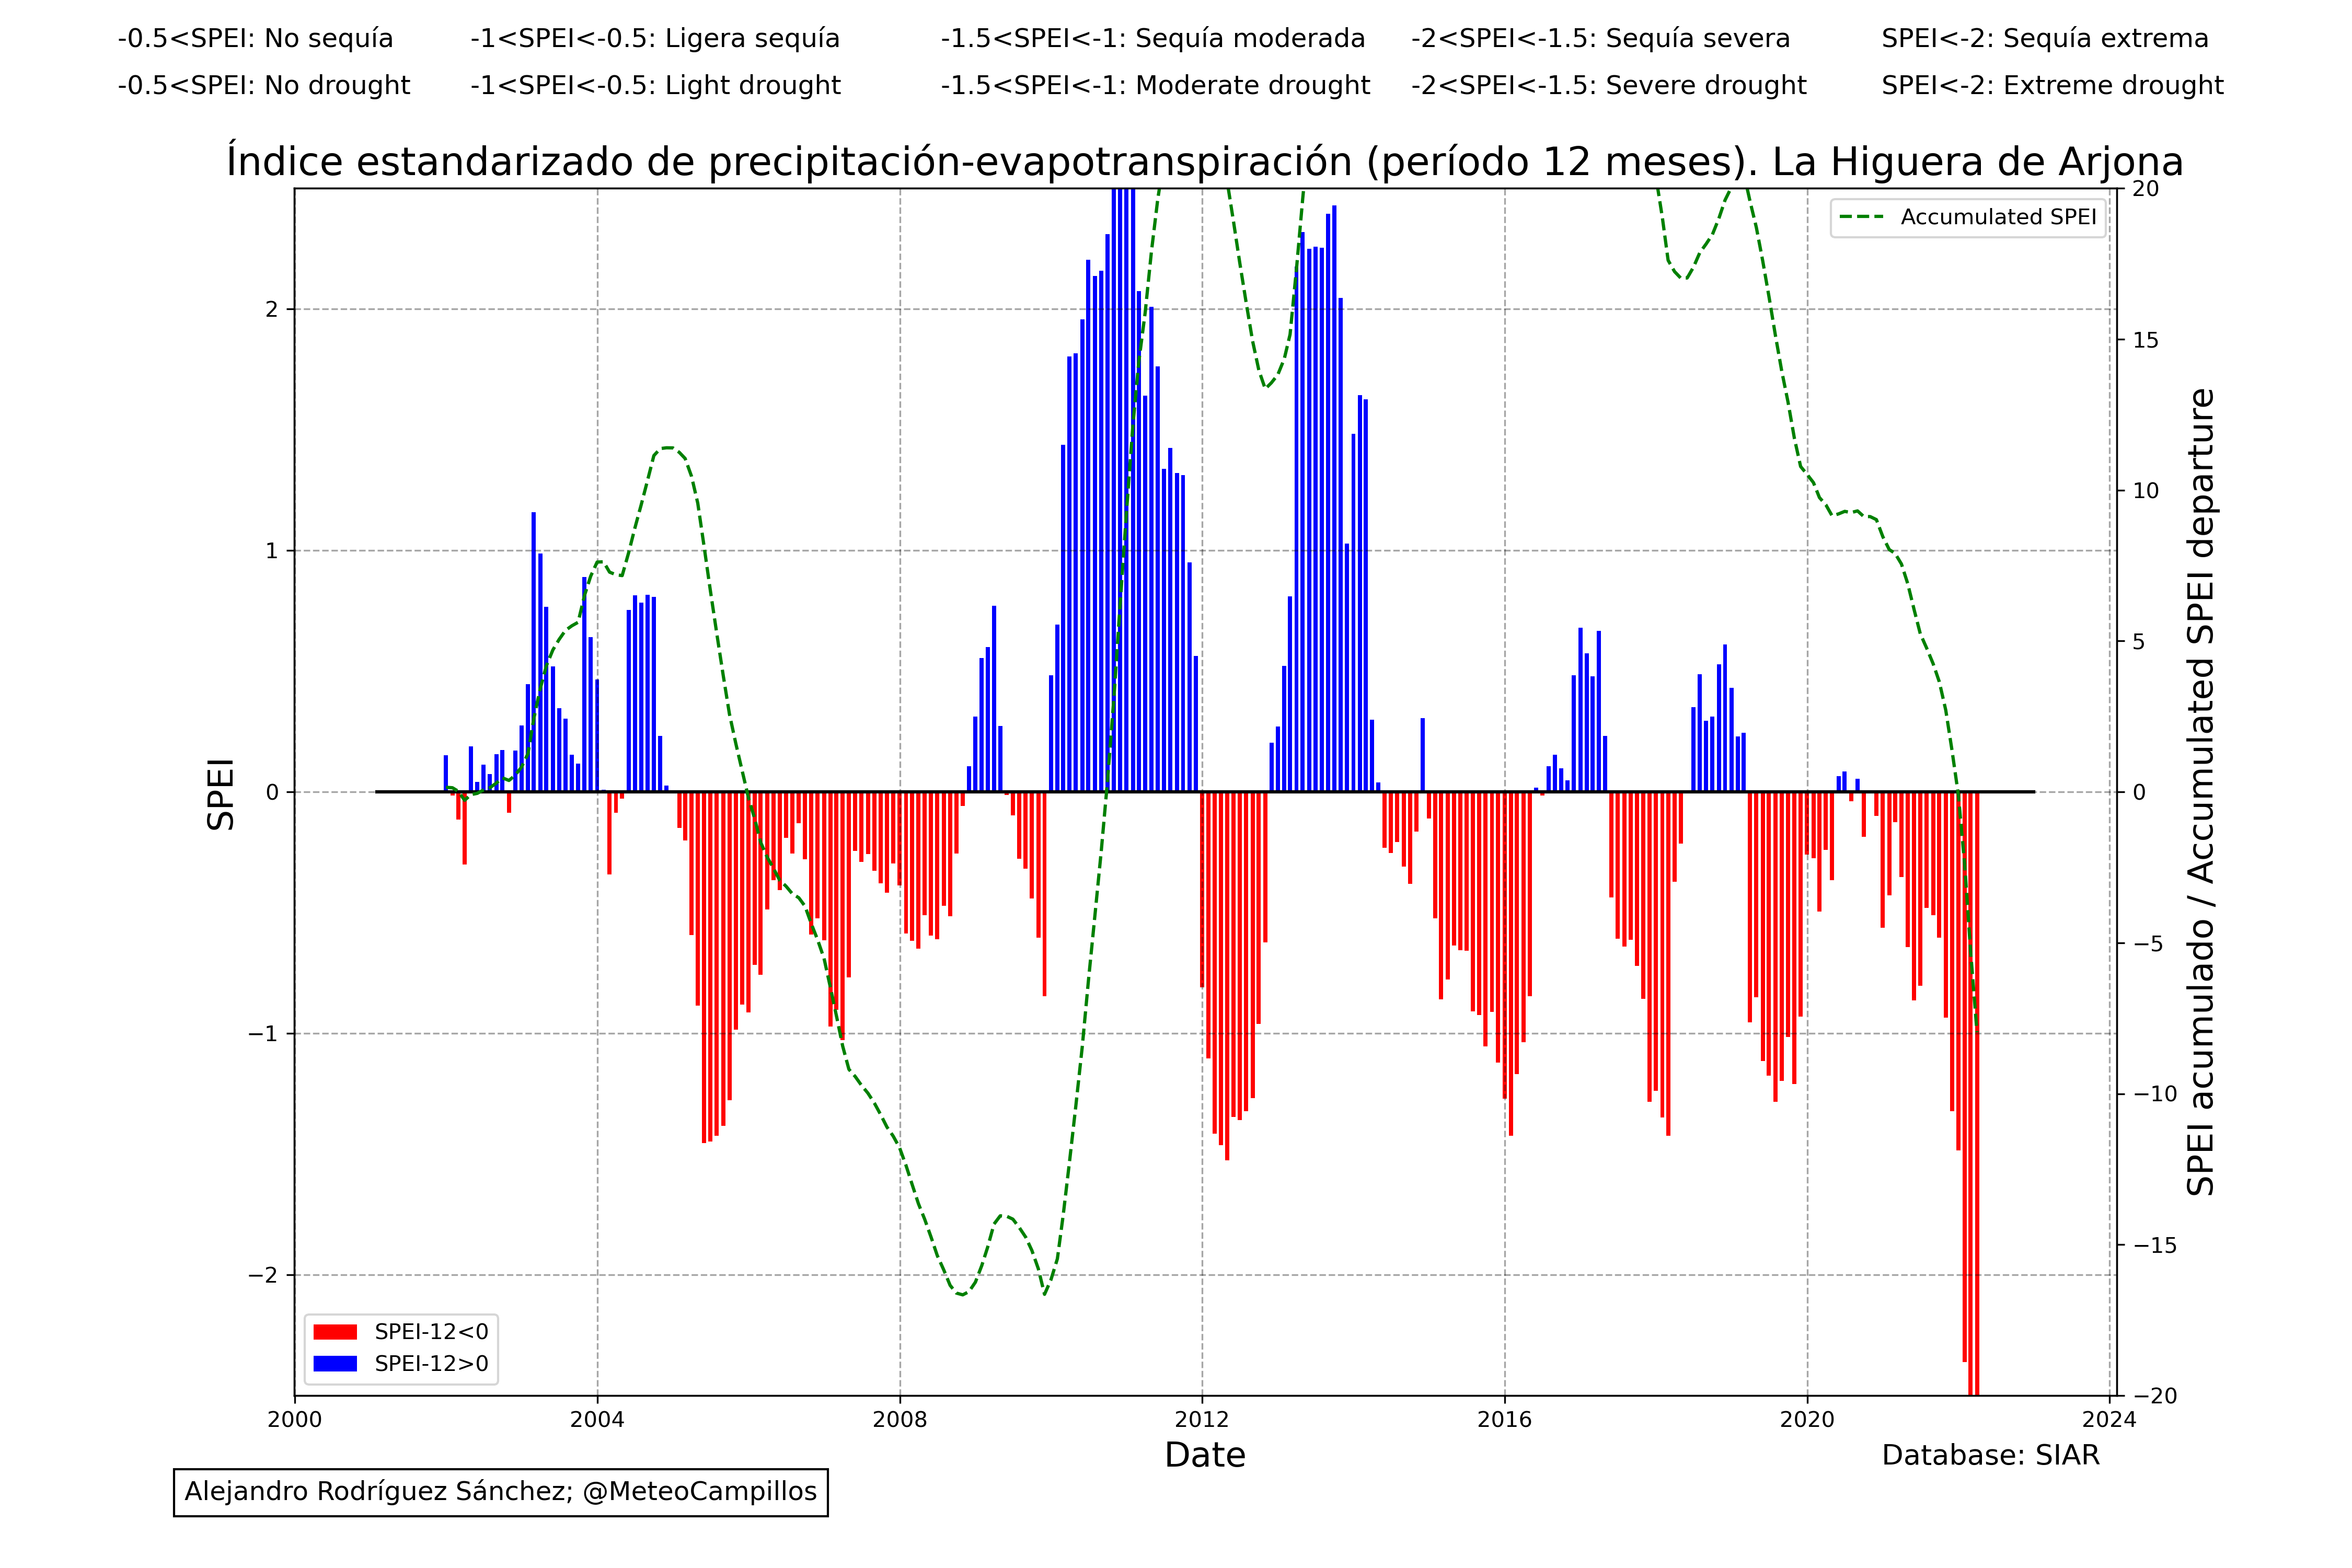 -0.5<SPEI: No sequía -1<SPEI<-0.5: Ligera sequía -1.5<SPEI<-1: Sequía moderada -2<SPEI<-1.5: Sequía severa SPEI<-2: Sequía extrema
-0.5<SPEI: No drought -1<SPEI<-0.5: Light drought -1.5<SPEI<-1: Moderate drought -2<SPEI<-1.5: Severe drought SPEI<-2: Extreme drought
Índice estandarizado de precipitación-evapotranspiración (período 12 meses). La Higuera de Arjona
Accumulated SPEI
SPEI
2
1
0
−1
−2
20
15
10
5
0
−5
−10
−15
−20
SPEI acumulado / Accumulated SPEI departure
SPEI-12<0
SPEI-12>0
2000 2004 2008 2012 2016 2020 2024
Date
Database: SIAR
Alejandro Rodríguez Sánchez; @MeteoCampillos